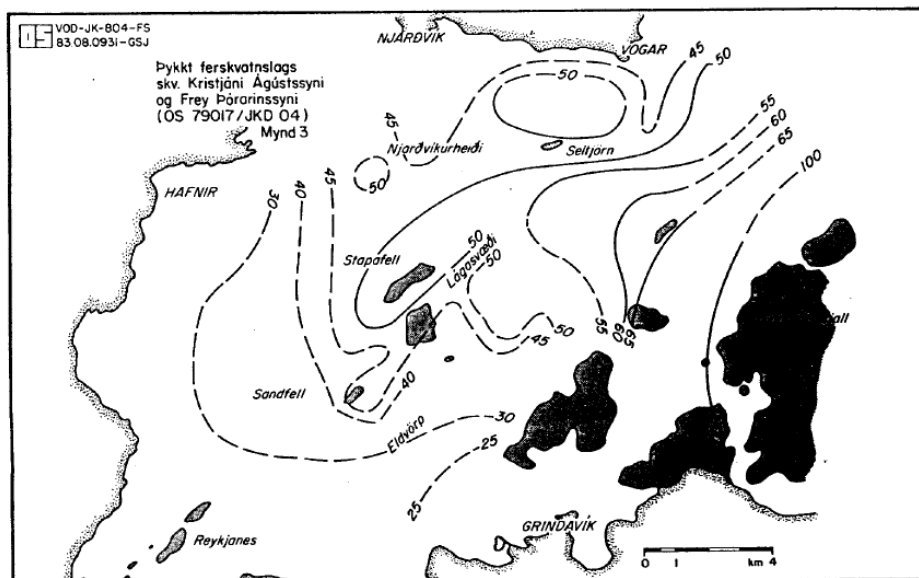 OS VOD-JK-804-FS
83.08.0931-GSJ
Þykkt ferskvatnslags
skv. Kristjáni Ágústssyni
og Frey Þórarinssyni
(OS 79017/JKD 04)
Mynd 3
NJARÐVÍK
VOGAR
45
50
50
55
60
65
100
45
Njarðvíkurheiði
50
Seltjörn
HAFNIR
30
40
45
Stapafell
50
Lágasvæði
50
50
45
55
60
65
Sandfell
40
Eldvörp
30
25
25
GRINDAVÍK
Reykjanes
0 1 km 4